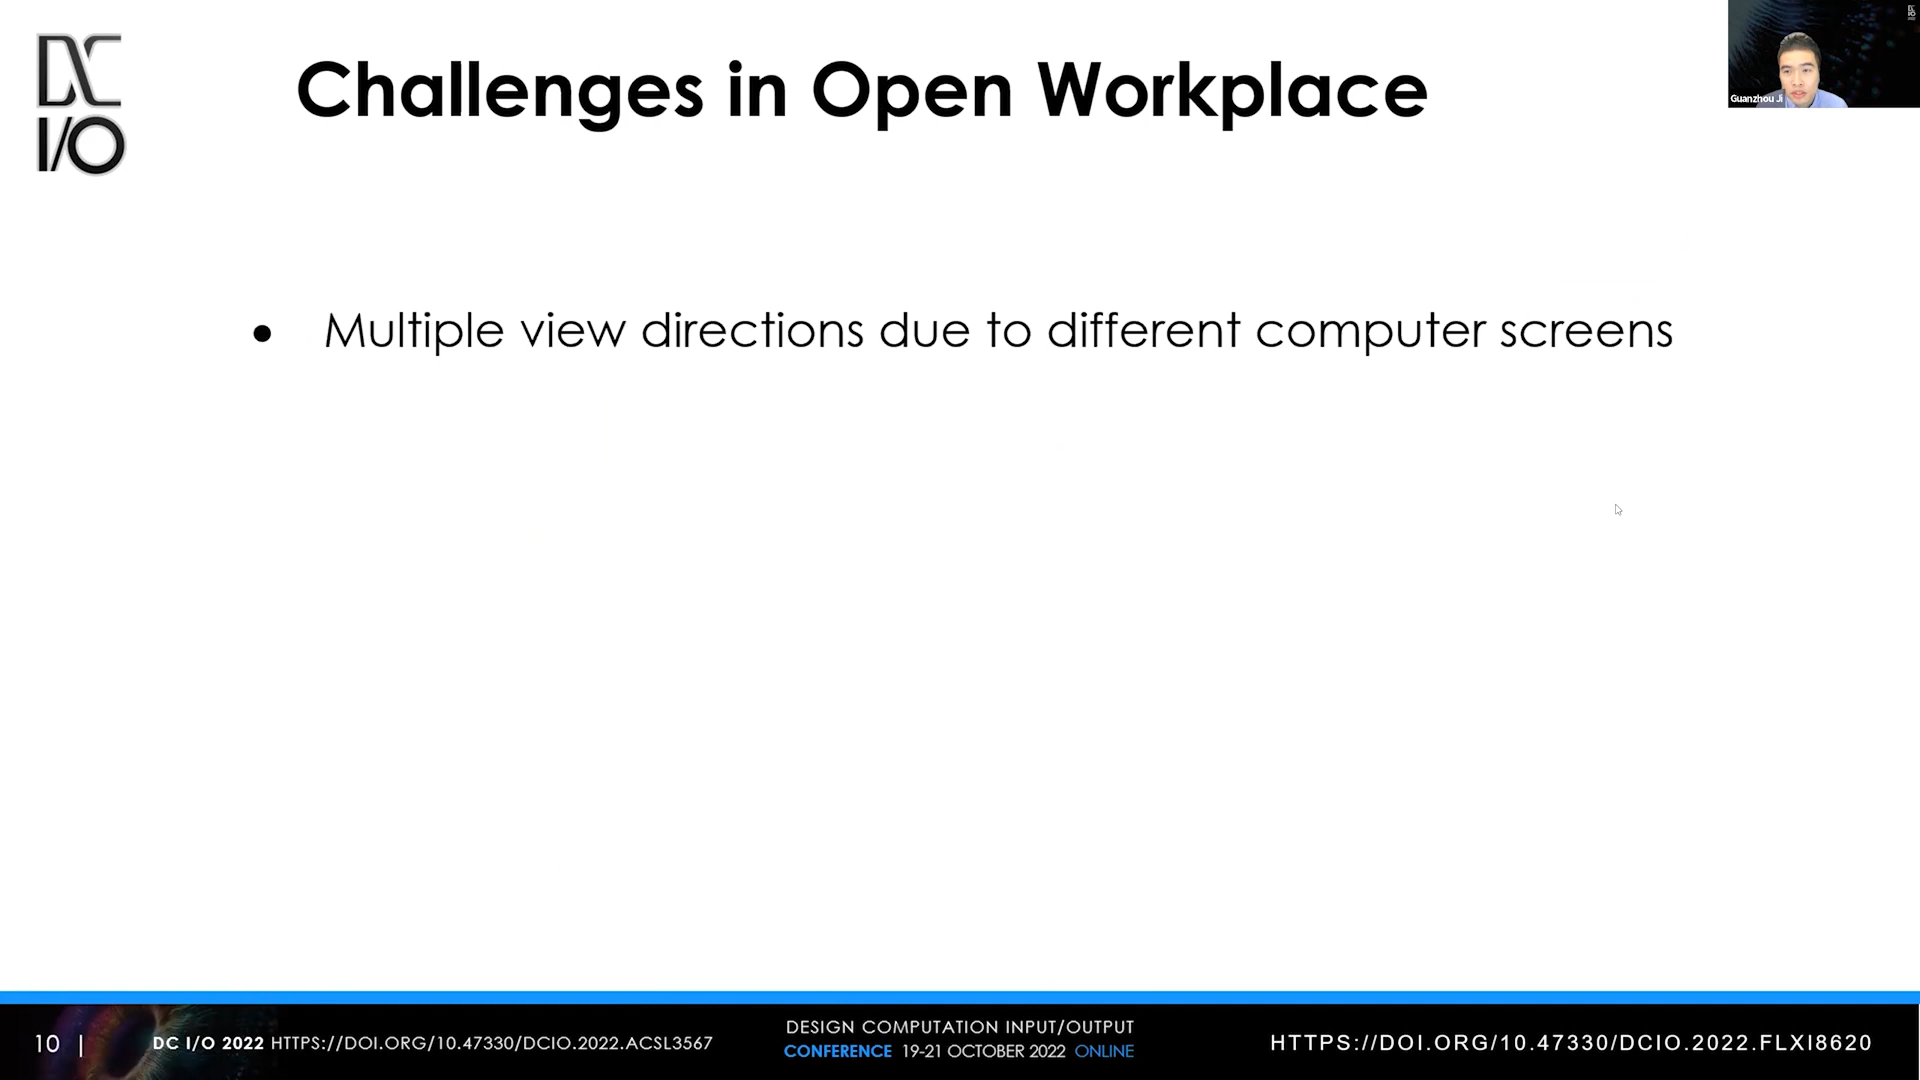 DC
I/O
Challenges in Open Workplace
Guanzhou Ji
• Multiple view directions due to different computer screens
10 |
DC I/O 2022 HTTPS://DOI.ORG/10.47330/DCIO.2022.ACSL3567
DESIGN COMPUTATION INPUT/OUTPUT
CONFERENCE 19-21 OCTOBER 2022 ONLINE
HTTPS://DOI.ORG/10.47330/DCIO.2022.FLXI8620